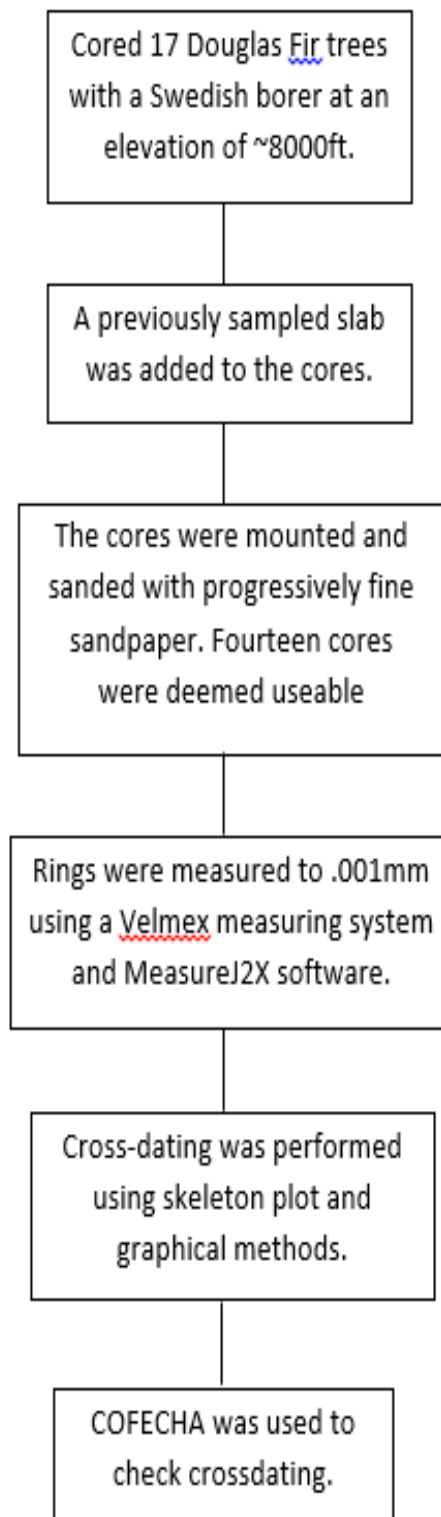 Cored 17 Douglas Fir trees
with a Swedish borer at an
elevation of ~8000ft.
A previously sampled slab
was added to the cores.
The cores were mounted and
sanded with progressively fine
sandpaper. Fourteen cores
were deemed useable
Rings were measured to .001mm
using a Velmex measuring system
and MeasureJ2X software.
Cross-dating was performed
using skeleton plot and
graphical methods.
COFECHA was used to
check crossdating.